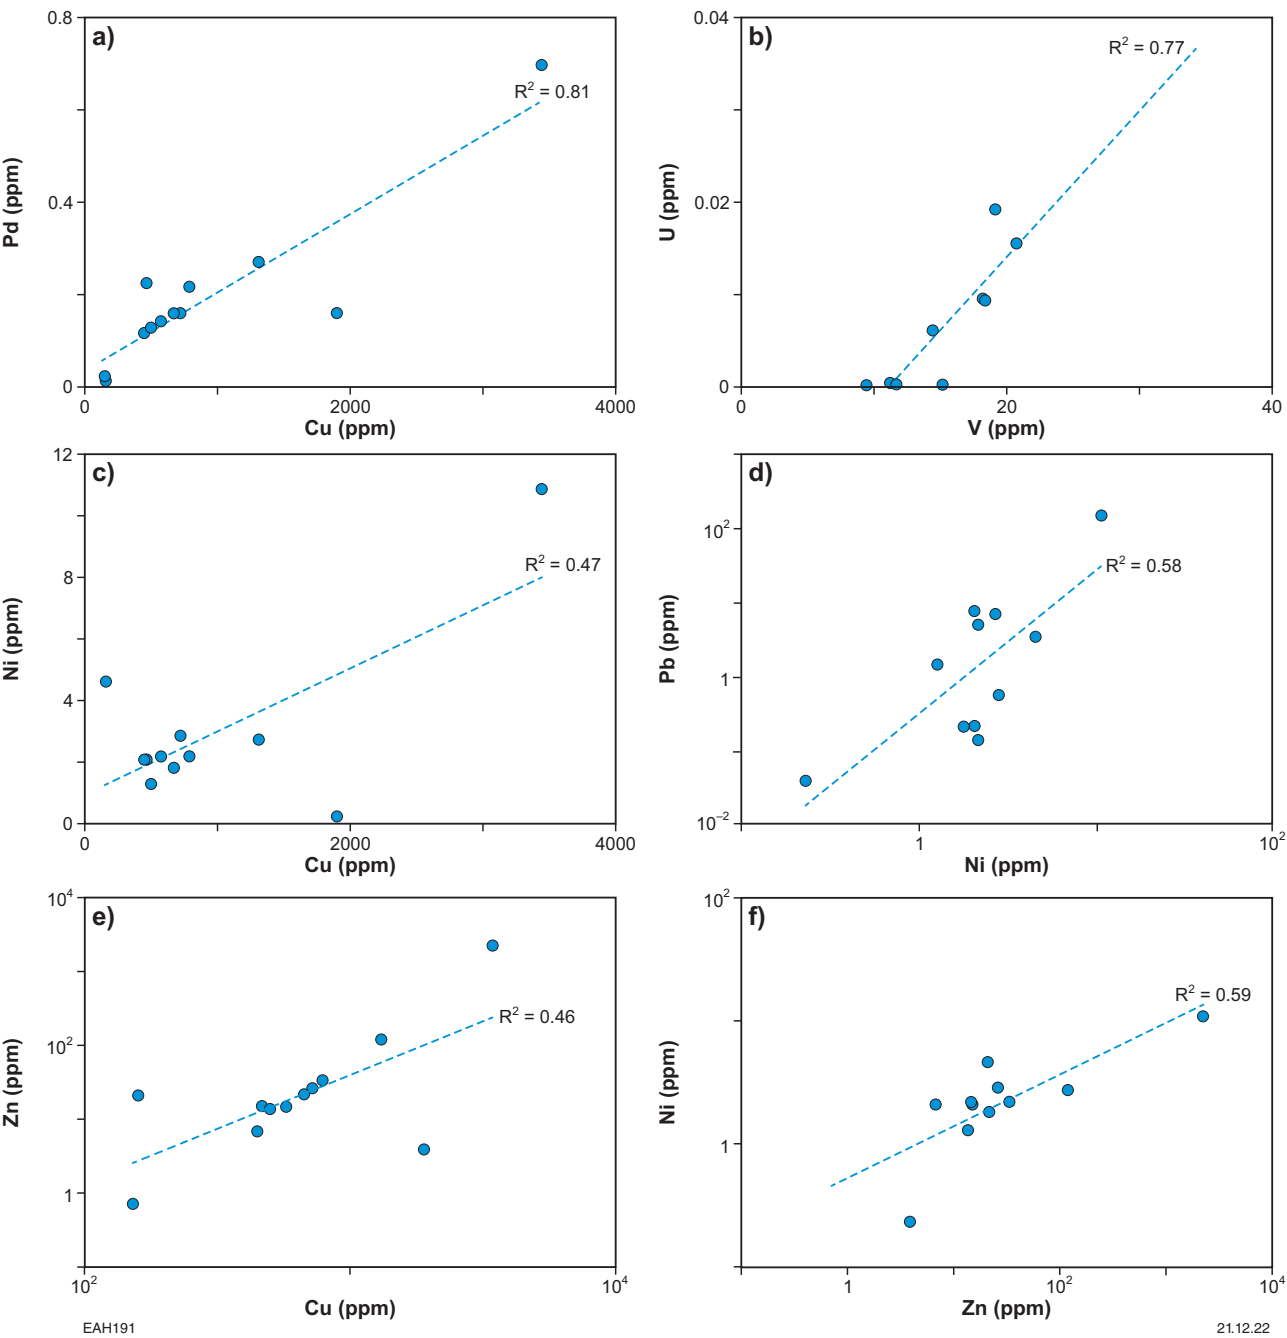 a)
0.8
0.4
0
Pd (ppm)
R² = 0.81
0 2000 4000
Cu (ppm)
b)
0.04
0.02
0
U (ppm)
R² = 0.77
0 20 40
V (ppm)
c)
12
8
4
0
Ni (ppm)
R² = 0.47
0 2000 4000
Cu (ppm)
d)
10²
1
10⁻²
Pb (ppm)
R² = 0.58
1 10²
Ni (ppm)
e)
10⁴
10²
1
Zn (ppm)
R² = 0.46
10² 10⁴
Cu (ppm)
f)
10²
1
Ni (ppm)
R² = 0.59
1 10² 10⁴
Zn (ppm)
EAH191
21.12.22